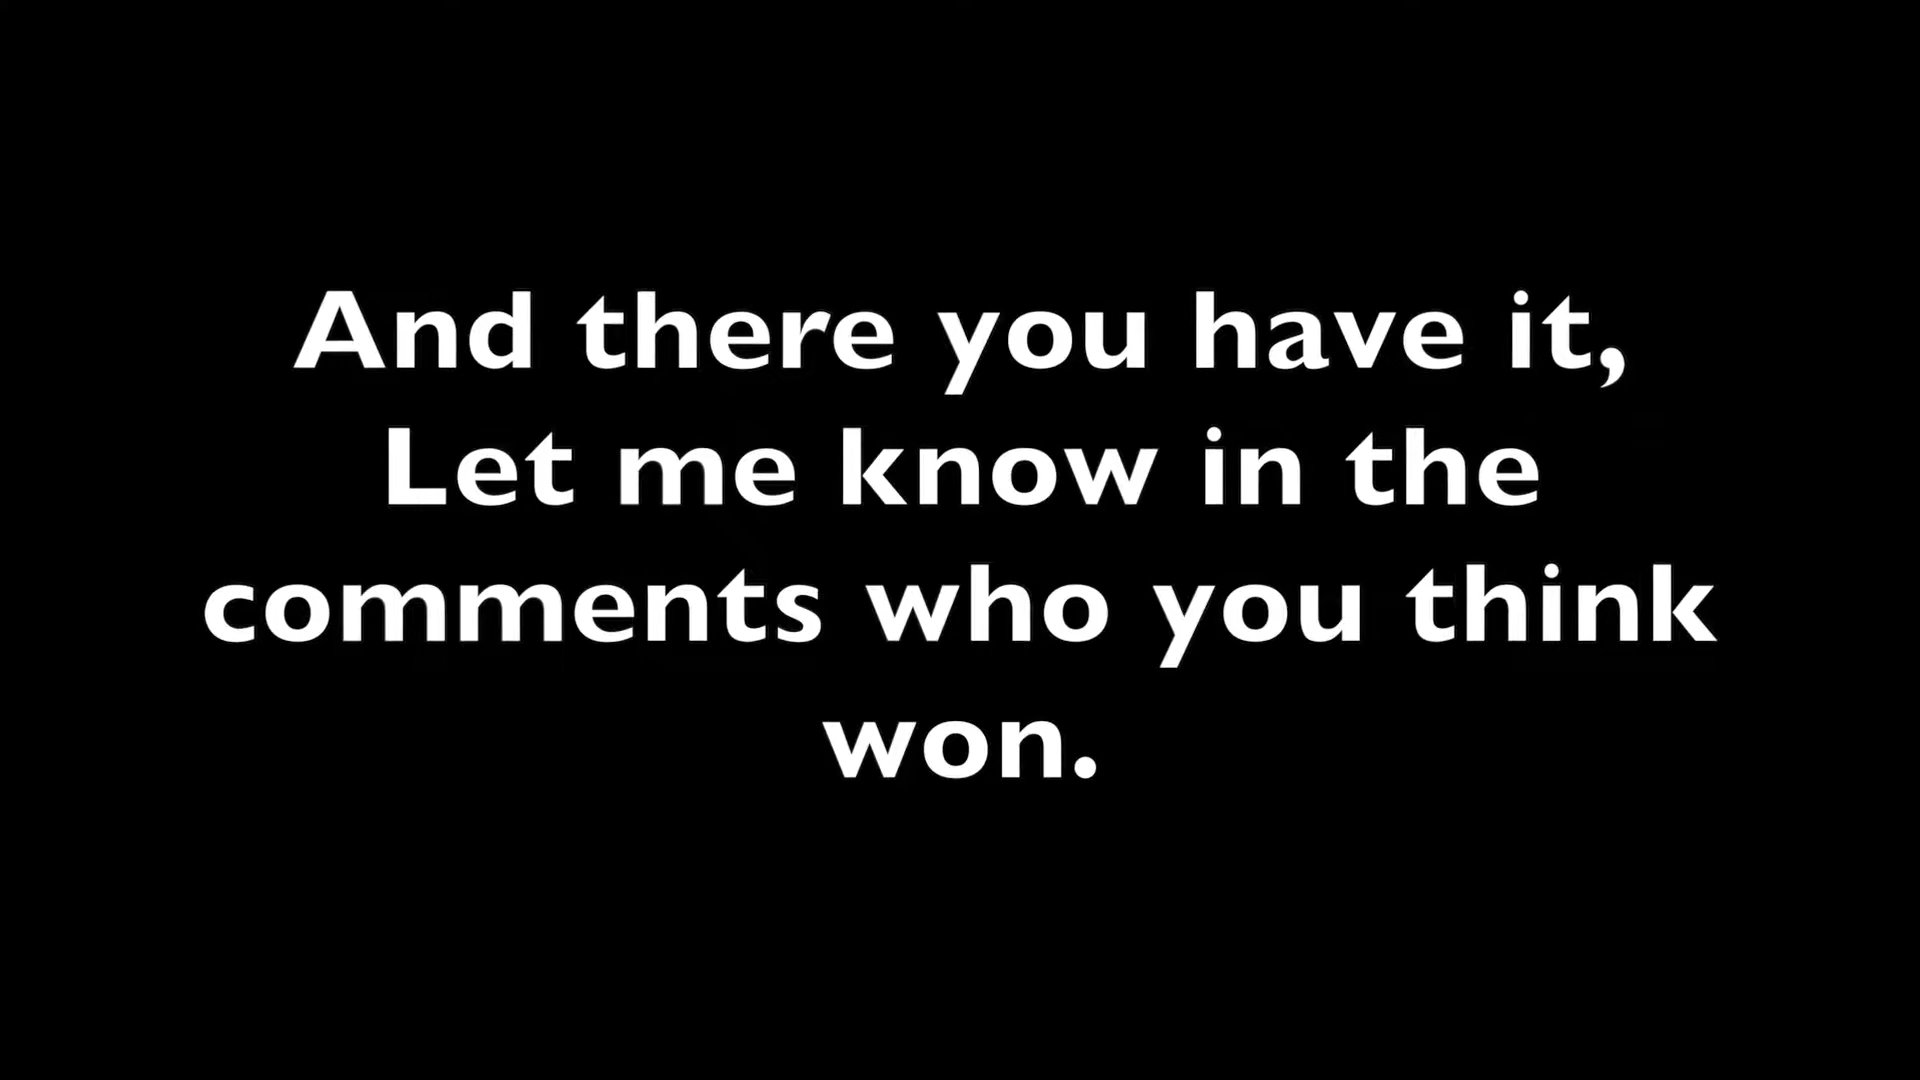 And there you have it,
Let me know in the
comments who you think
won.